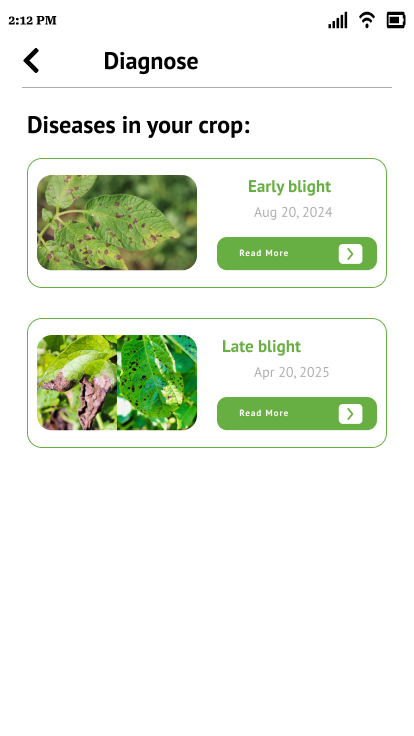 2:12 PM
Diagnose
Diseases in your crop:
Early blight
Aug 20, 2024
Read More
Late blight
Apr 20, 2025
Read More